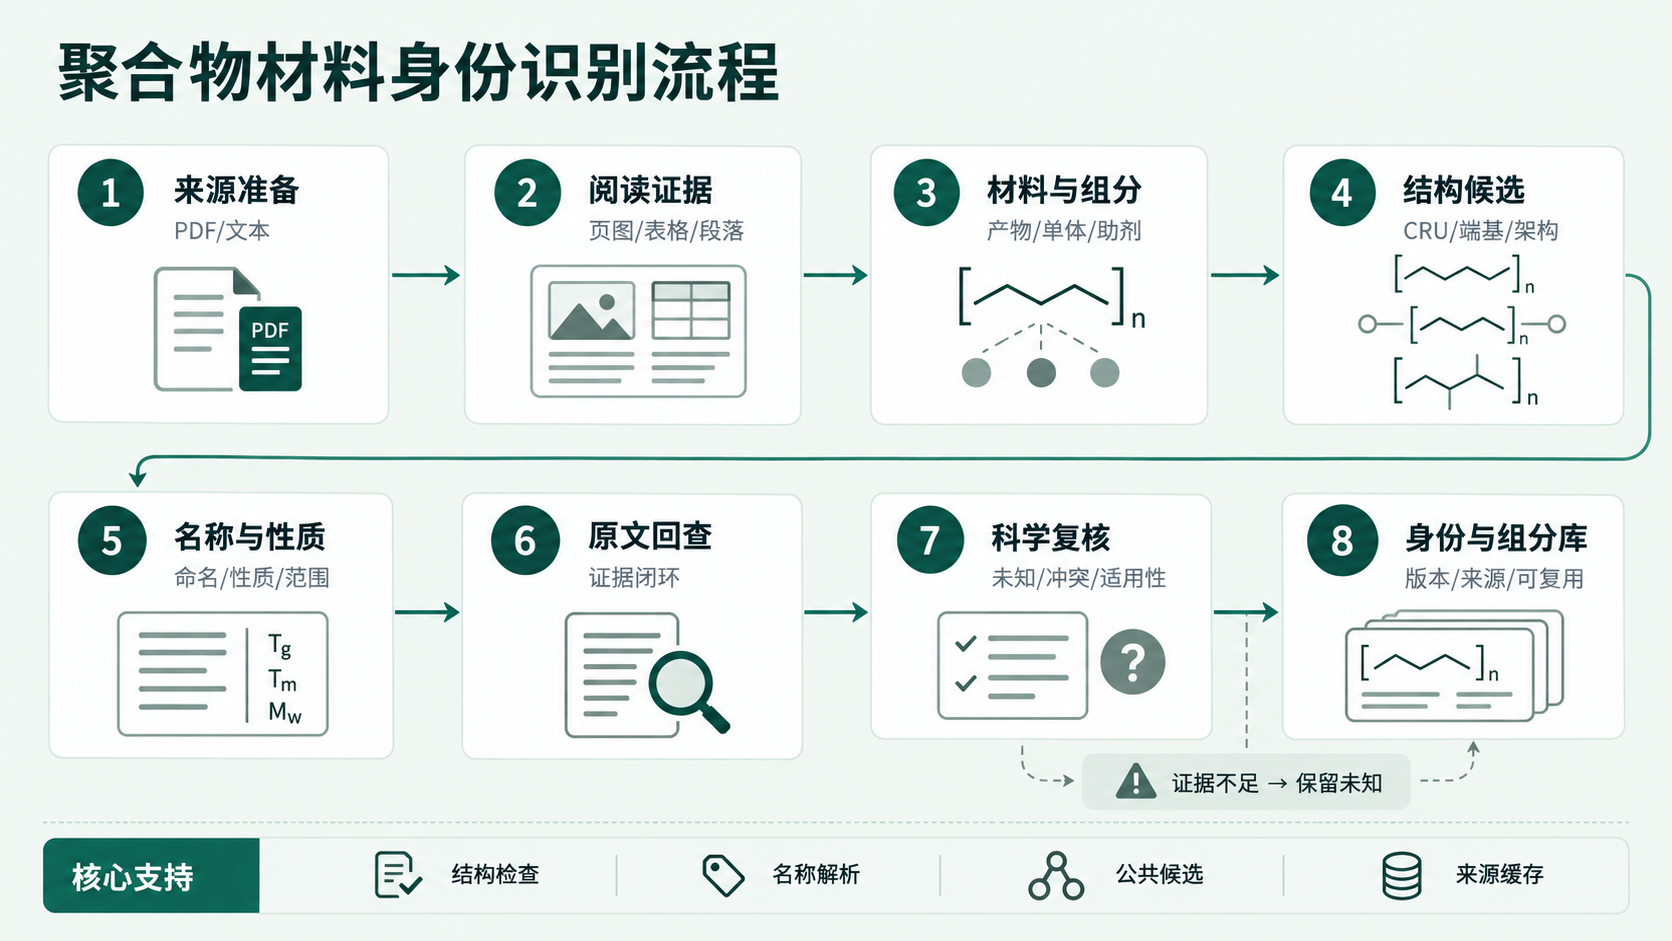 聚合物材料身份识别流程
1
来源准备
PDF/文本
PDF
2
阅读证据
页图/表格/段落
3
材料与组分
产物/单体/助剂
n
4
结构候选
CRU/端基/架构
n
n
n
5
名称与性质
命名/性质/范围
Tg
Tm
Mw
6
原文回查
证据闭环
7
科学复核
未知/冲突/适用性
?
8
身份与组分库
版本/来源/可复用
n
证据不足 → 保留未知
核心支持
结构检查
名称解析
公共候选
来源缓存